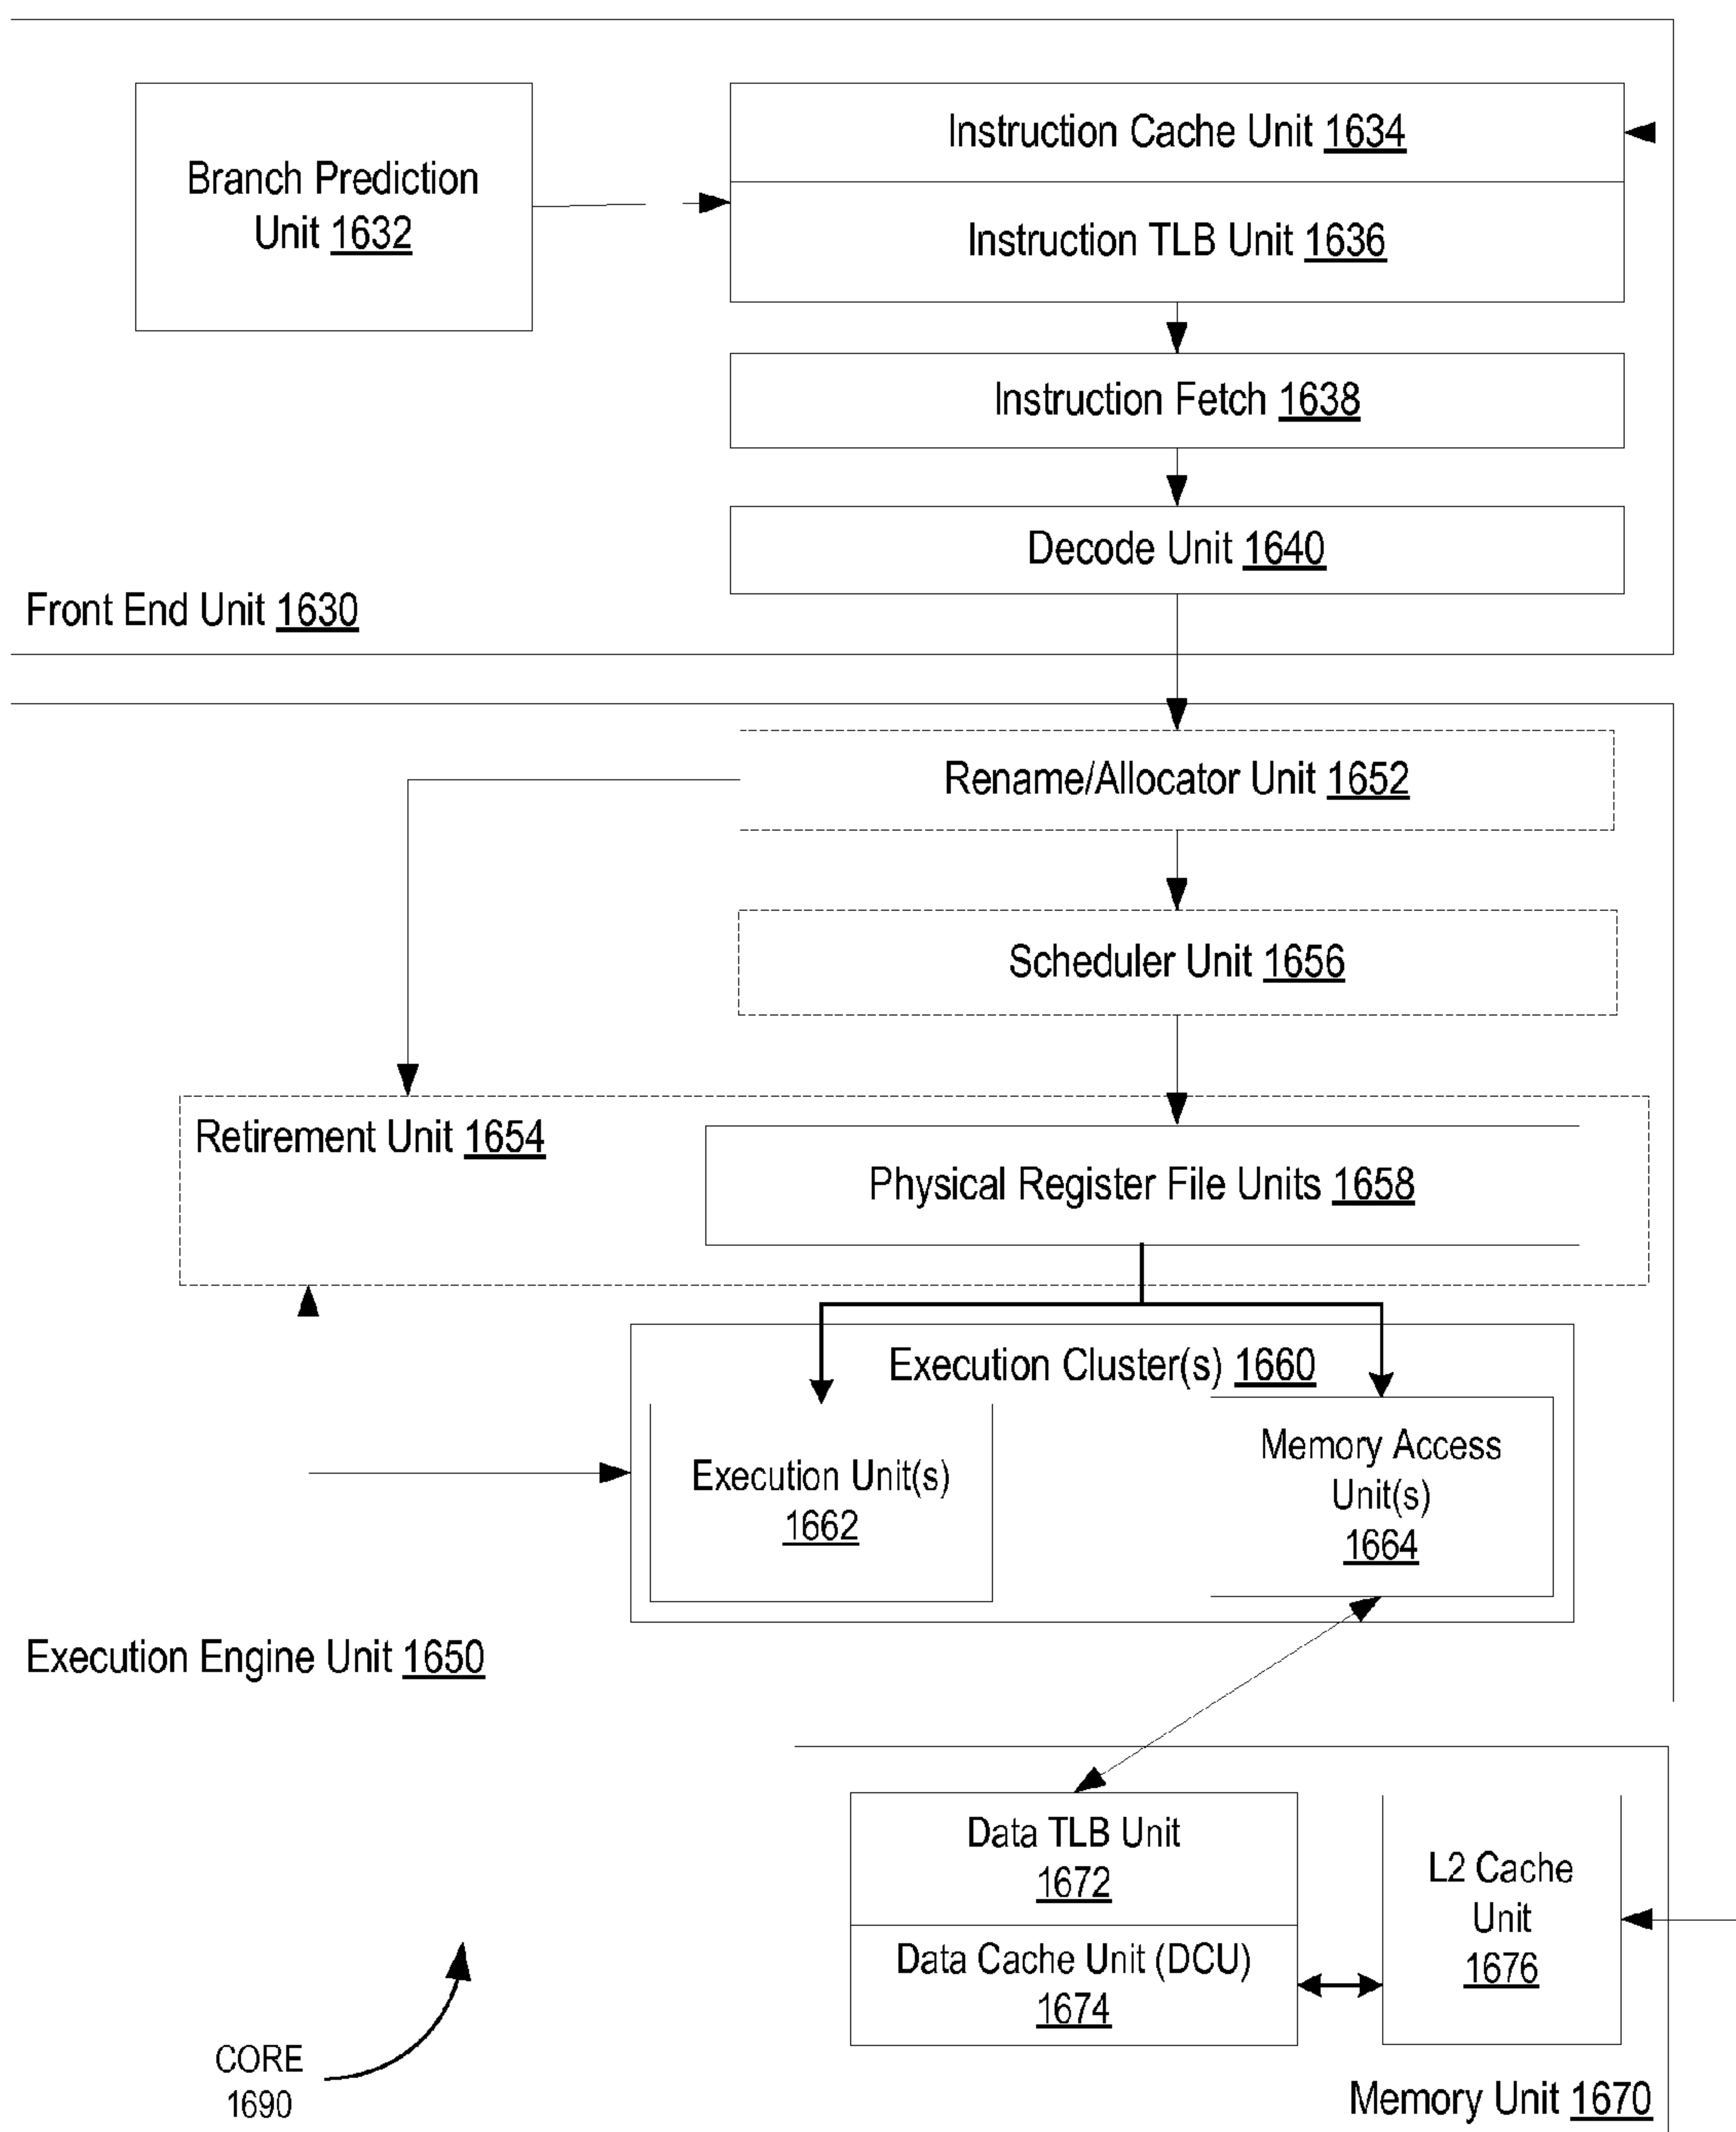 Branch Prediction
Unit 1632
Instruction Cache Unit 1634
Instruction TLB Unit 1636
Instruction Fetch 1638
Decode Unit 1640
Front End Unit 1630
Rename/Allocator Unit 1652
Scheduler Unit 1656
Retirement Unit 1654
Physical Register File Units 1658
Execution Cluster(s) 1660
Execution Unit(s)
1662
Memory Access
Unit(s)
1664
Execution Engine Unit 1650
Data TLB Unit
1672
Data Cache Unit (DCU)
1674
L2 Cache
Unit
1676
CORE
1690
Memory Unit 1670